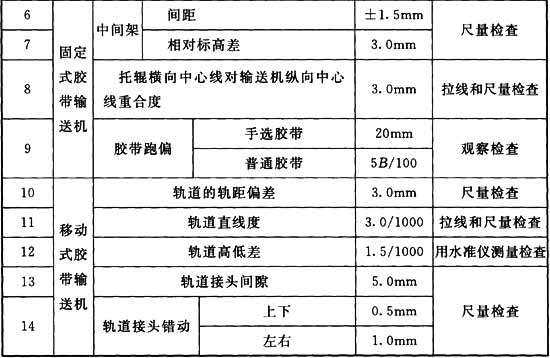 6 固定式胶带输送机 中间架 间距 ±1.5mm 尺量检查
7 相对标高差 3.0mm
8 托辊横向中心线对输送机纵向中心线重合度 3.0mm 拉线和尺量检查
9 胶带跑偏 手选胶带 20mm 观察检查
普通胶带 5B/100
10 移动式胶带输送机 轨道的轨距偏差 3.0mm 尺量检查
11 轨道直线度 3.0/1000 拉线和尺量检查
12 轨道高低差 1.5/1000 用水准仪测量检查
13 轨道接头间隙 5.0mm 尺量检查
14 轨道接头错动 上下 0.5mm
左右 1.0mm